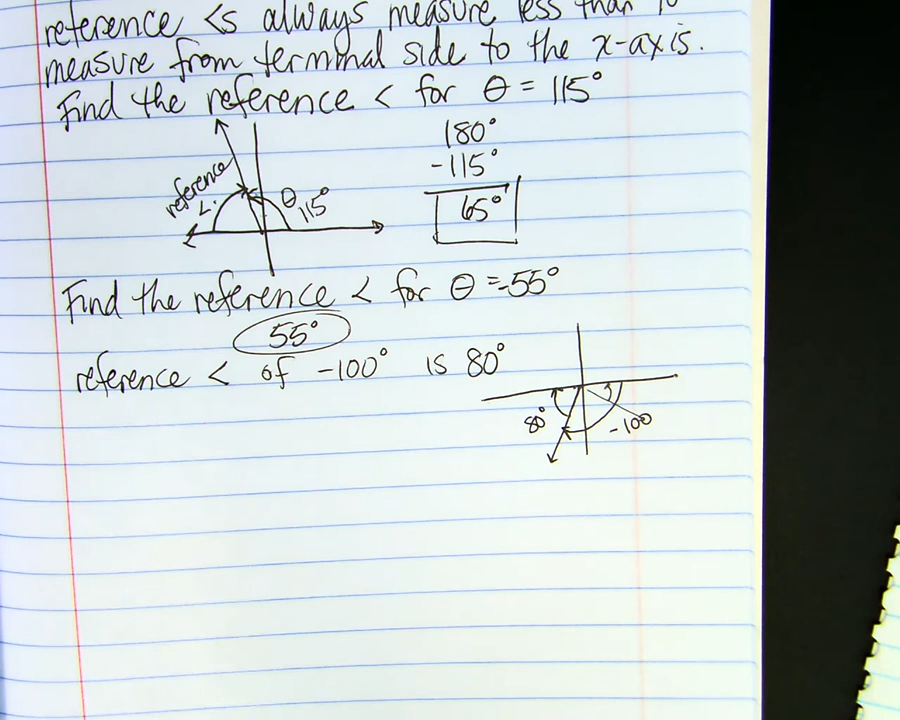 reference <s always measure less than
measure from terminal side to the x-axis.
Find the reference < for θ = 115°
180°
-115°
65°
reference
<.
θ
115°
Find the reference < for θ = -55°
55°
reference < of -100° is 80°
80°
-100